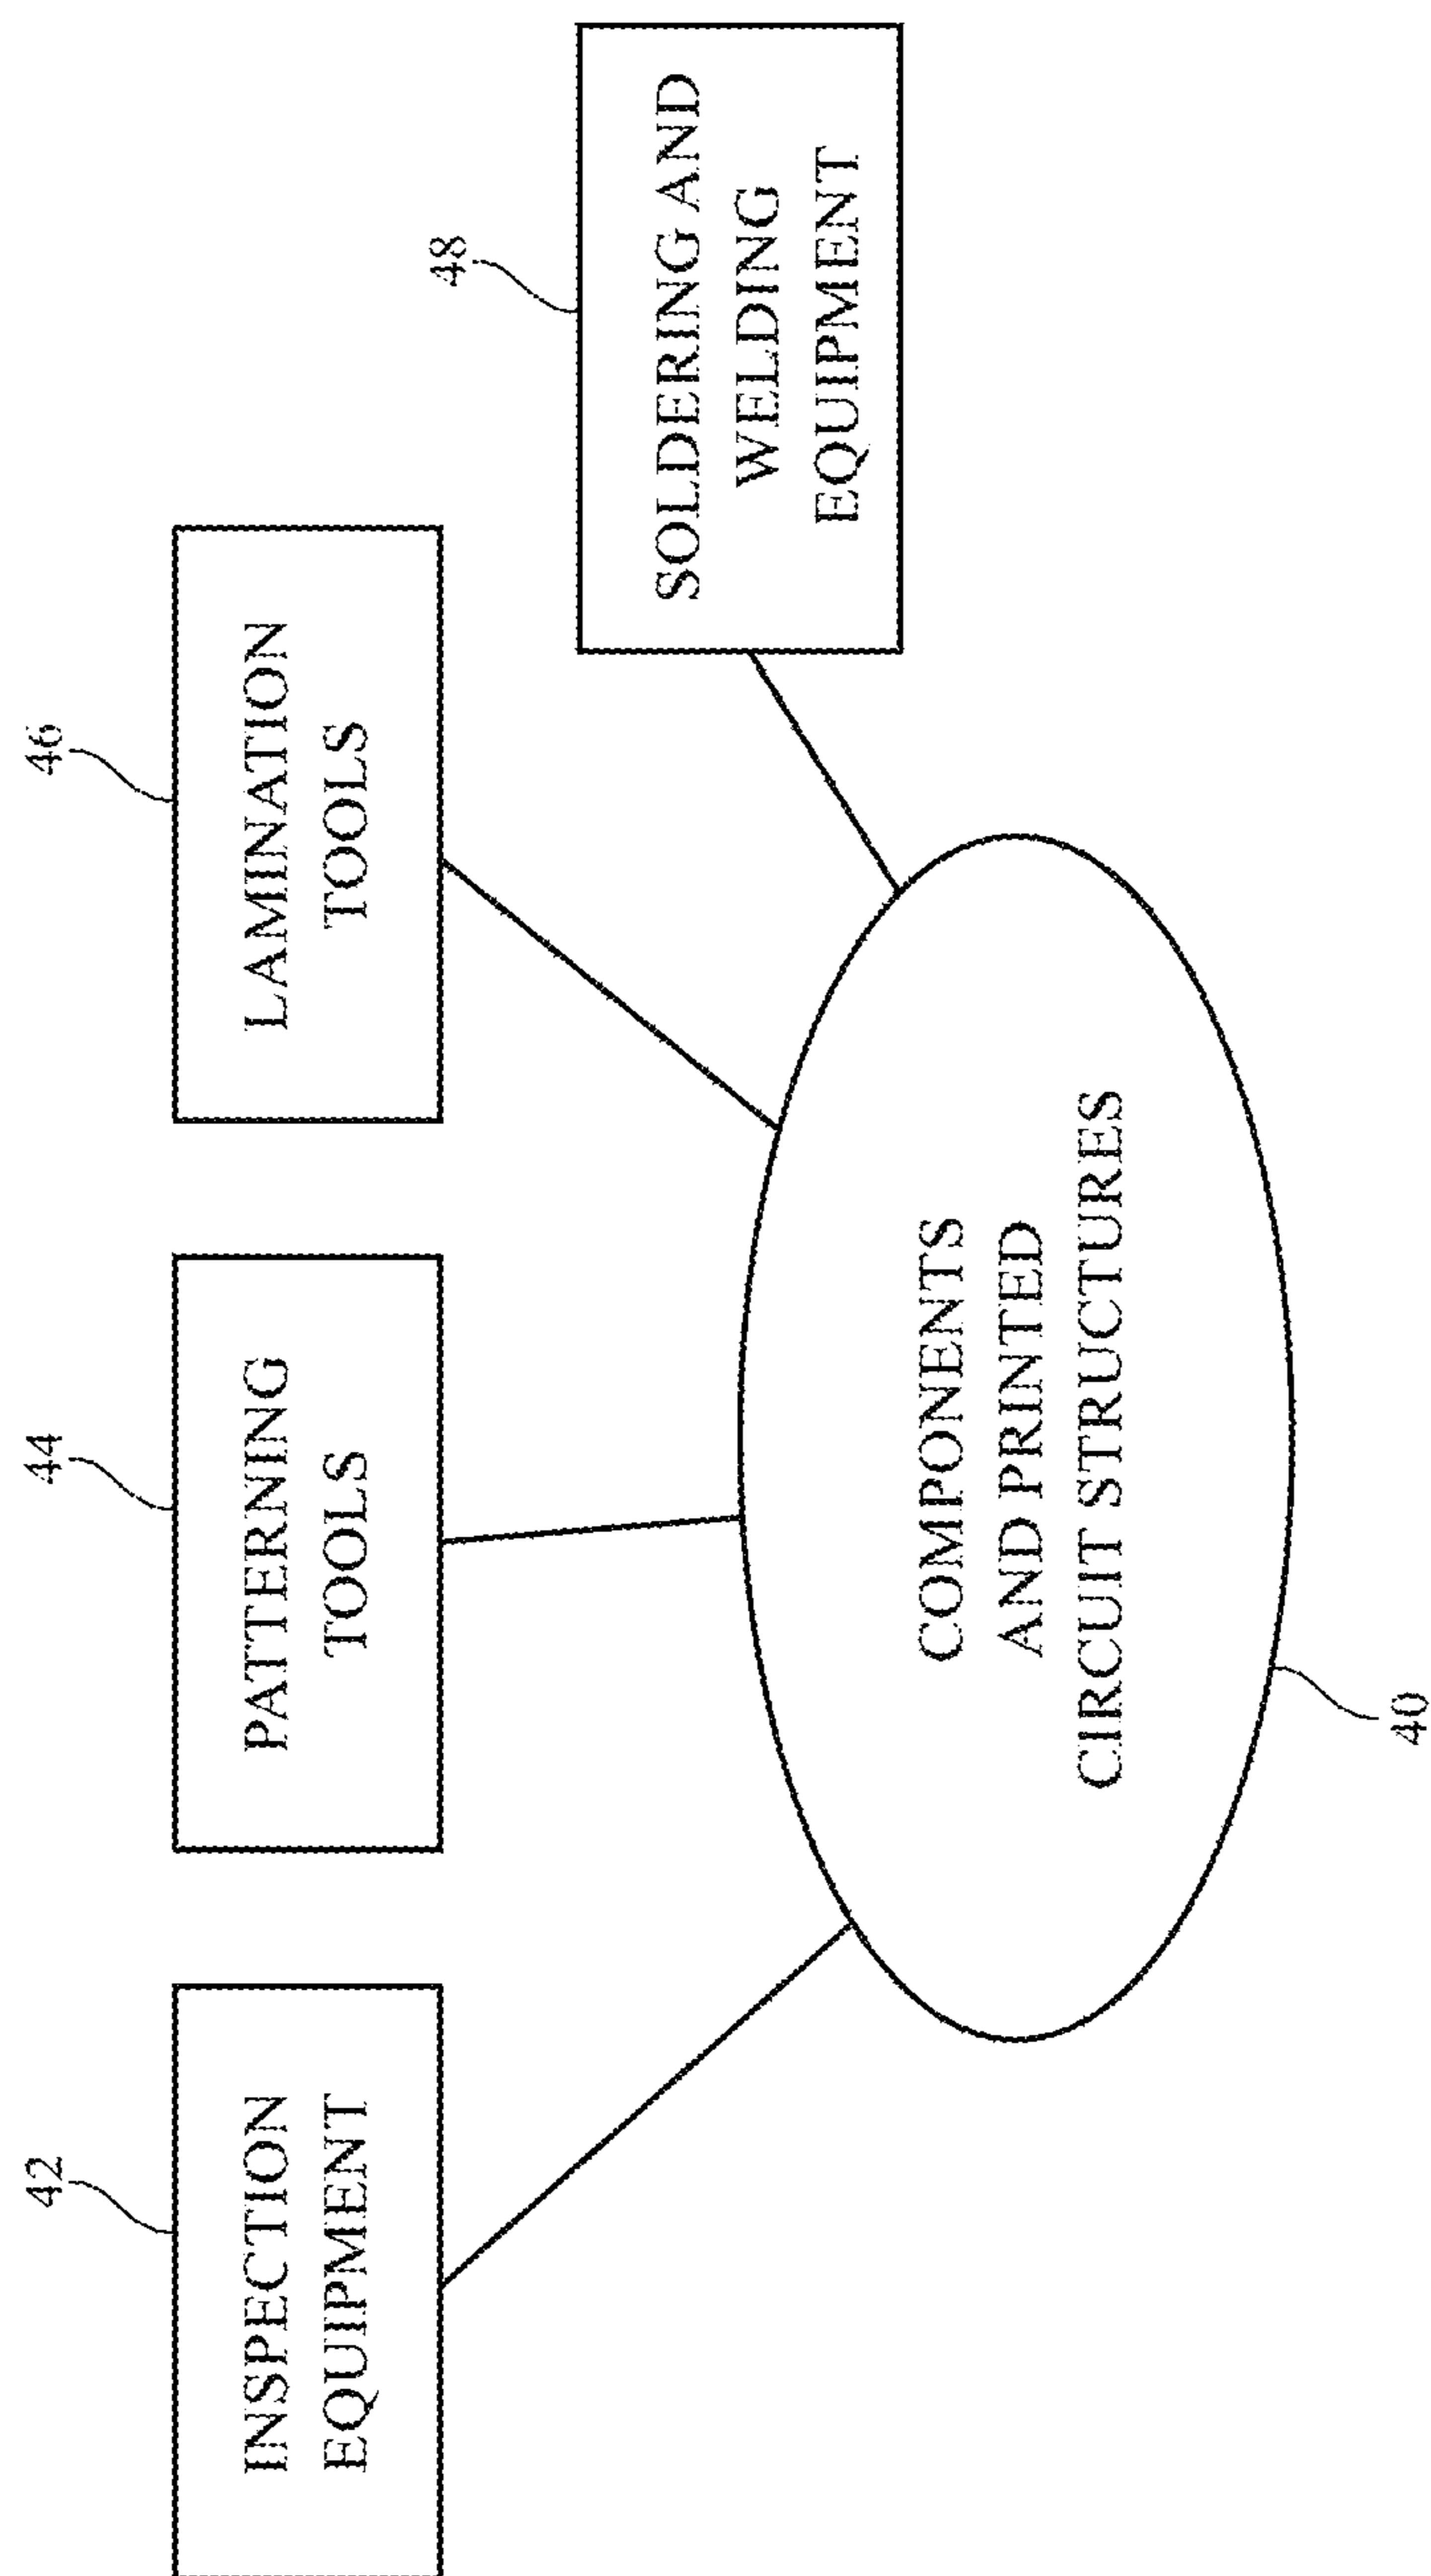 42
INSPECTION
EQUIPMENT
44
PATTERNING
TOOLS
46
LAMINATION
TOOLS
48
SOLDERING AND
WELDING
EQUIPMENT
COMPONENTS
AND PRINTED
CIRCUIT STRUCTURES
40